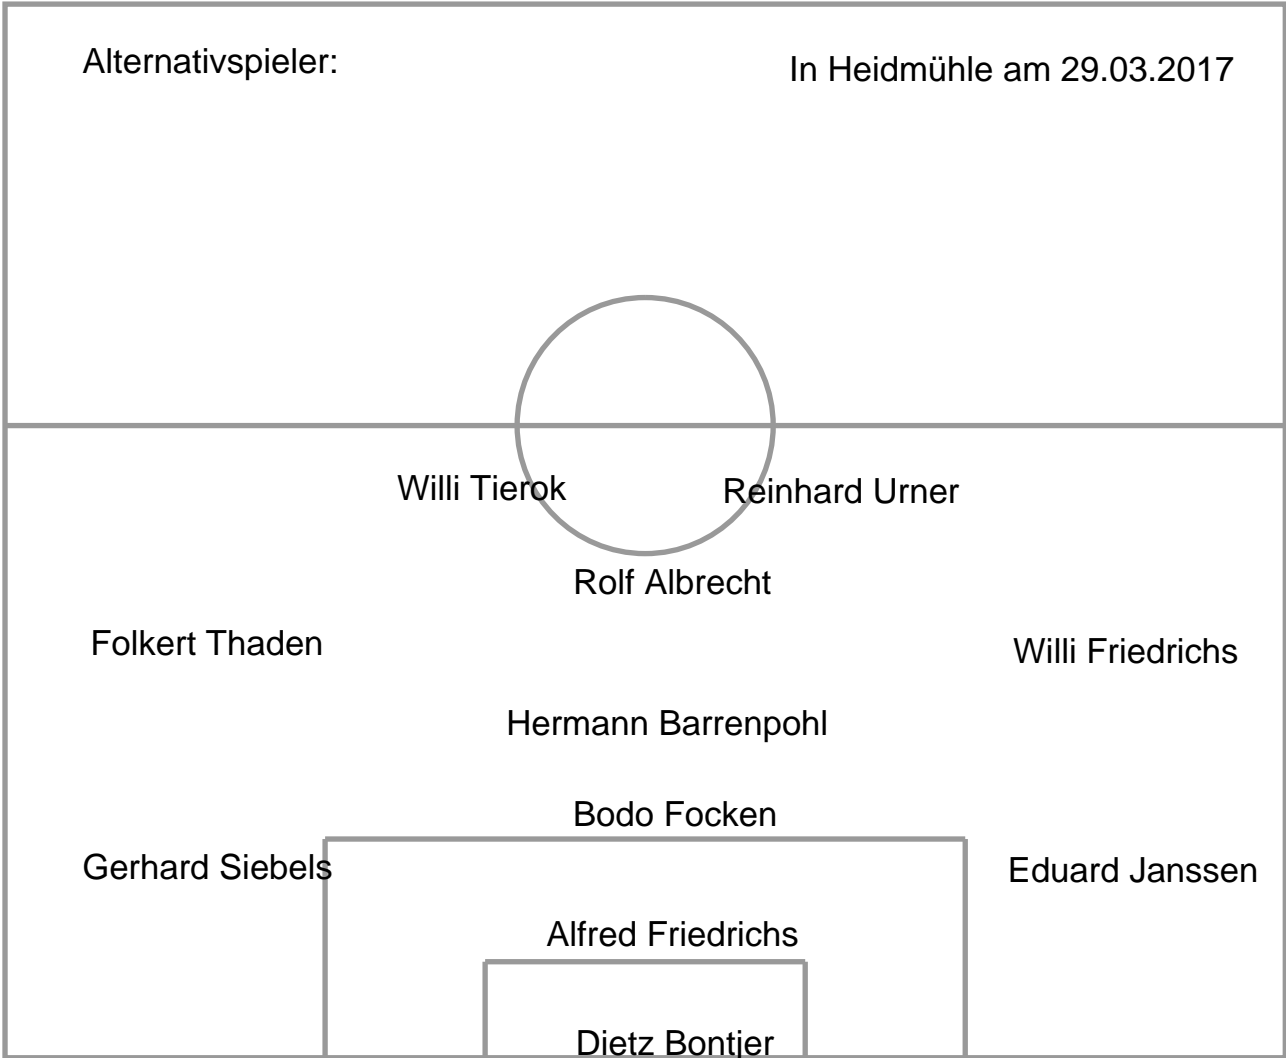 Alternativspieler:
In Heidmühle am 29.03.2017
Willi Tierok
Reinhard Urner
Rolf Albrecht
Folkert Thaden
Willi Friedrichs
Hermann Barrenpohl
Bodo Focken
Gerhard Siebels
Eduard Janssen
Alfred Friedrichs
Dietz Bontjer